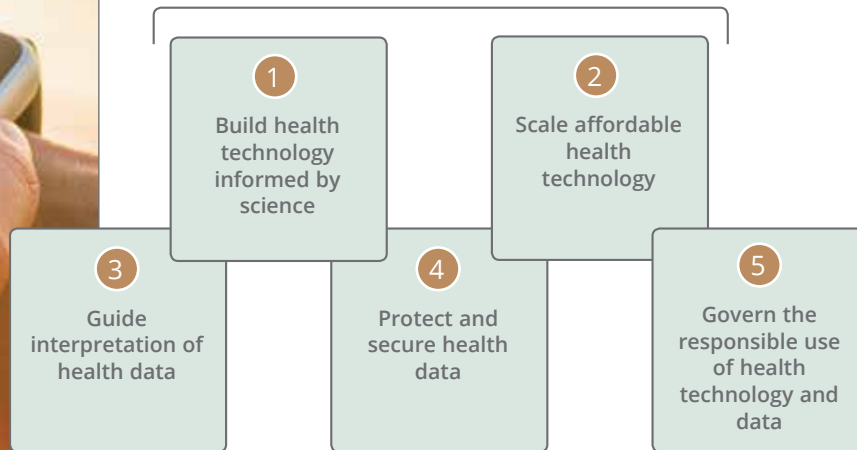 1
Build health
technology
informed by
science
2
Scale affordable
health
technology
3
Guide
interpretation of
health data
4
Protect and
secure health
data
5
Govern the
responsible use
of health
technology and
data